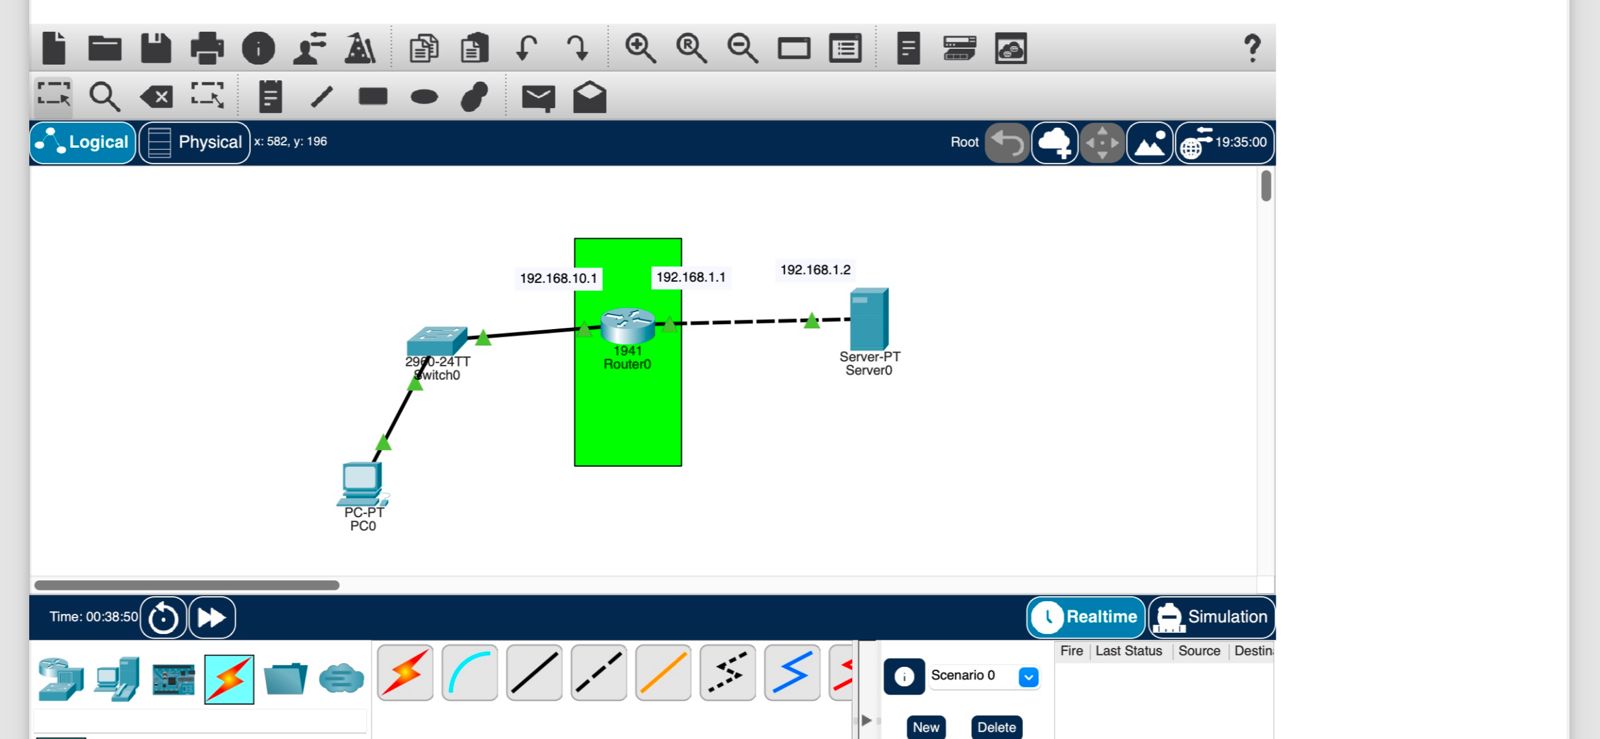 Logical
Physical
x: 582, y: 196
Root
19:35:00
192.168.10.1
192.168.1.1
192.168.1.2
2960-24TT
Switch0
1941
Router0
Server-PT
Server0
PC-PT
PC0
Time: 00:38:50
Realtime
Simulation
Fire Last Status Source Destin
Scenario 0
New
Delete